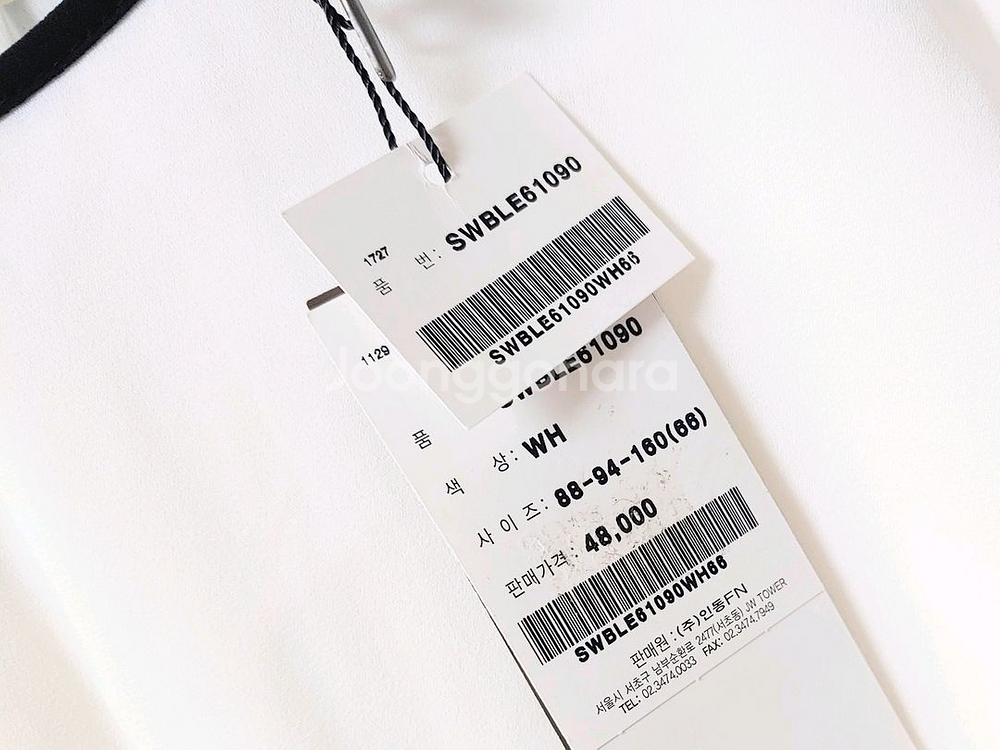 1727
품 번: SWBLE61090
SWBLE61090WH66
Joonggonara
1129
품
SWBLE61090
색 상: WH
사 이 즈: 88-94-160(66)
판매가격: 48,000
SWBLE61090WH66
판매원: (주)인동FN
서울시 서초구 남부순환로 2477(서초동) JW TOWER
TEL: 02.3474.0033 FAX: 02.3474.7949